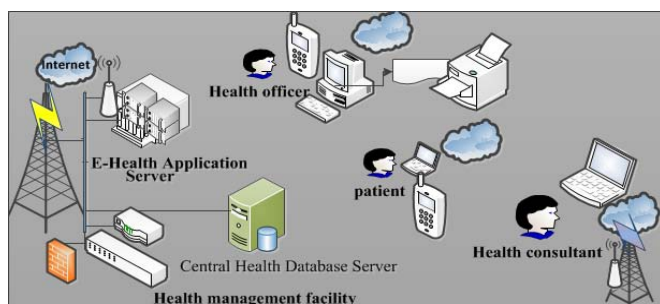 Internet
Health officer
E-Health Application
Server
patient
Health consultant
Central Health Database Server
Health management facility